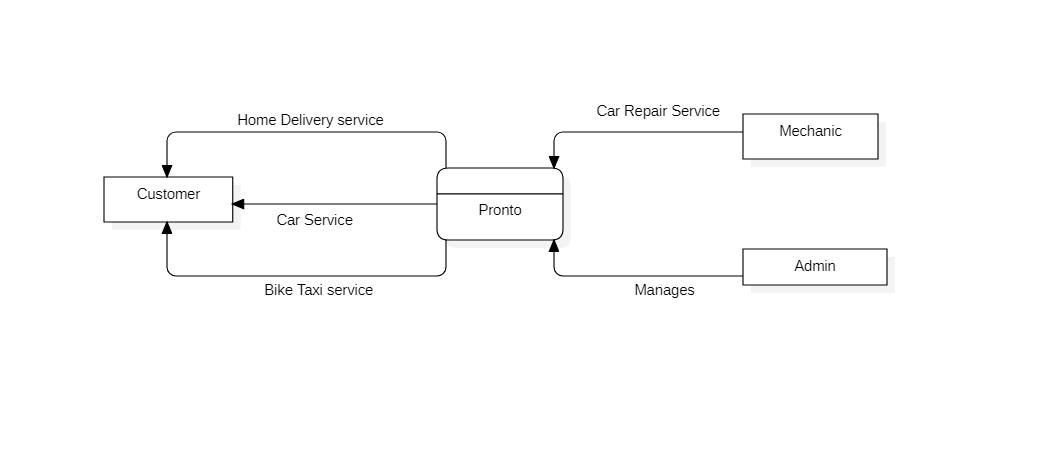 Car Repair Service
Home Delivery service
Mechanic
Customer
Pronto
Car Service
Admin
Bike Taxi service
Manages